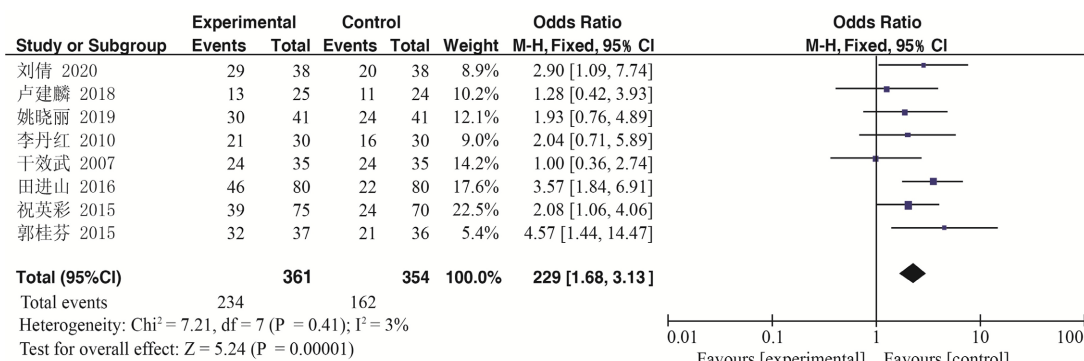 Experimental Control Odds Ratio Odds Ratio
Study or Subgroup Events Total Events Total Weight M-H, Fixed, 95% CI M-H, Fixed, 95% CI
刘倩 2020 29 38 20 38 8.9% 2.90 [1.09, 7.74]
卢建麟 2018 13 25 11 24 10.2% 1.28 [0.42, 3.93]
姚晓丽 2019 30 41 24 41 12.1% 1.93 [0.76, 4.89]
李丹红 2010 21 30 16 30 9.0% 2.04 [0.71, 5.89]
干效武 2007 24 35 24 35 14.2% 1.00 [0.36, 2.74]
田进山 2016 46 80 22 80 17.6% 3.57 [1.84, 6.91]
祝英彩 2015 39 75 24 70 22.5% 2.08 [1.06, 4.06]
郭桂芬 2015 32 37 21 36 5.4% 4.57 [1.44, 14.47]
Total (95%CI) 361 354 100.0% 229 [1.68, 3.13]
Total events 234 162
Heterogeneity: Chi² = 7.21, df = 7 (P = 0.41); I² = 3%
Test for overall effect: Z = 5.24 (P = 0.00001)
0.01 0.1 1 10 100
Favours [experimental] Favours [control]